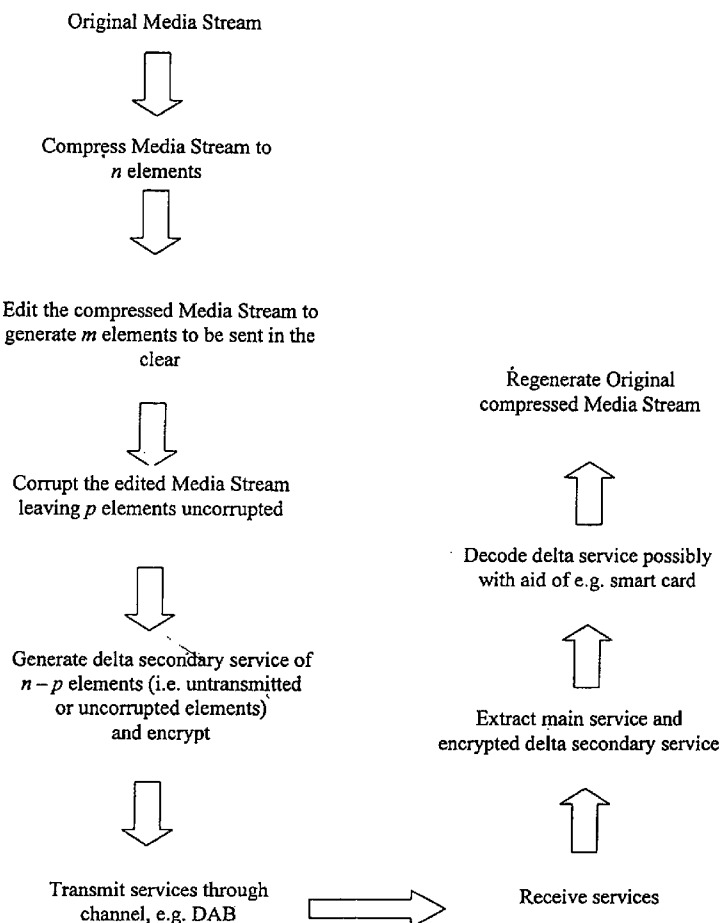 Original Media Stream
Compress Media Stream to
n elements
Edit the compressed Media Stream to
generate m elements to be sent in the
clear
Corrupt the edited Media Stream
leaving p elements uncorrupted
Generate delta secondary service of
n – p elements (i.e. untransmitted
or uncorrupted elements)
and encrypt
Transmit services through
channel, e.g. DAB
Receive services
Extract main service and
encrypted delta secondary service
Decode delta service possibly
with aid of e.g. smart card
Regenerate Original
compressed Media Stream